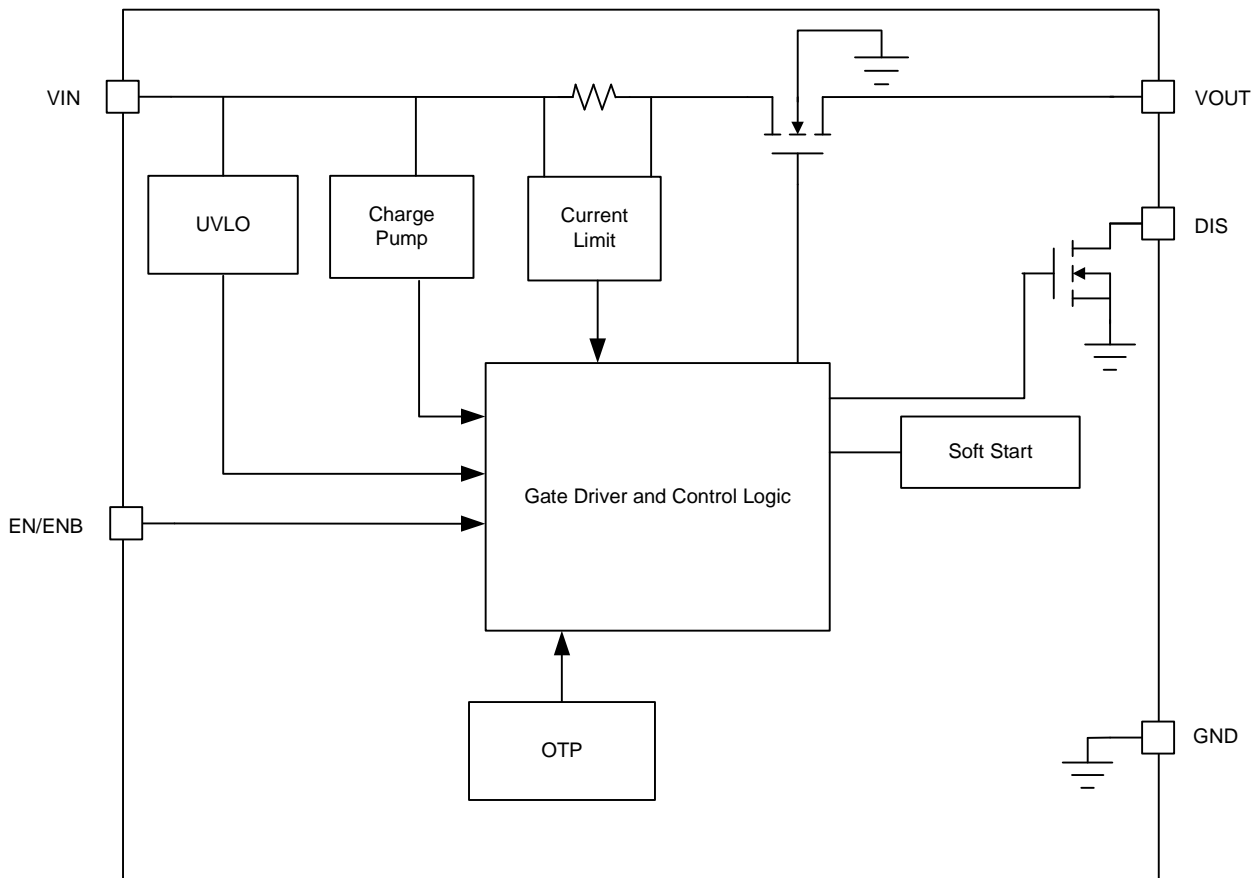 VIN
VOUT
UVLO
Charge
Pump
Current
Limit
DIS
Soft Start
Gate Driver and Control Logic
EN/ENB
OTP
GND